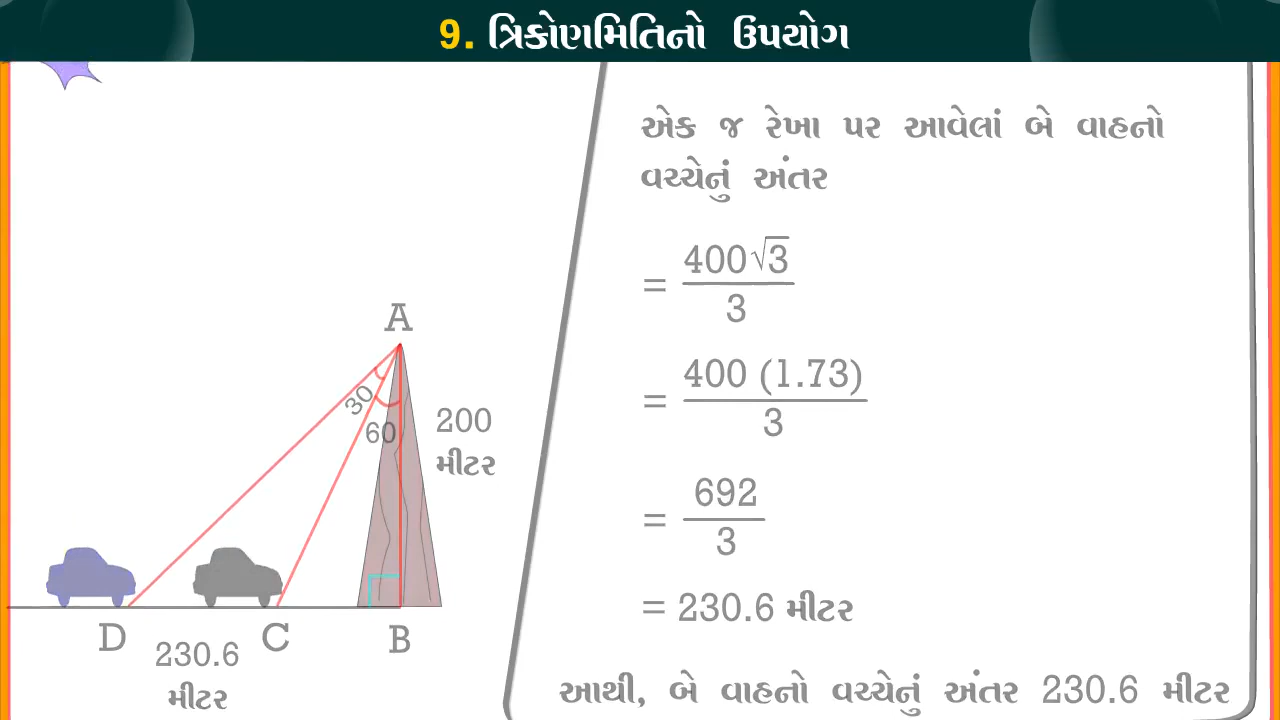 9. ત્રિકોણમિતિનો ઉપયોગ
એક જ રેખા પર આવેલાં બે વાહનો
વચ્ચેનું અંતર
= 400√3 / 3
= 400 (1.73) / 3
= 692 / 3
= 230.6 મીટર
આથી, બે વાહનો વચ્ચેનું અંતર 230.6 મીટર
A
30
60
200
મીટર
D
C
B
230.6
મીટર